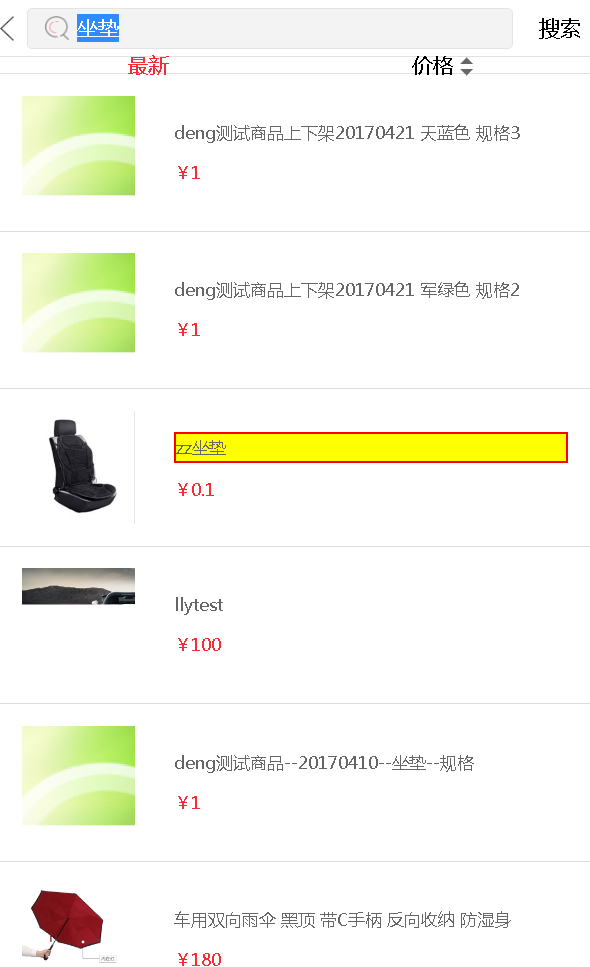 坐垫 搜索
最新 价格
deng测试商品上下架20170421 天蓝色 规格3
￥1
deng测试商品上下架20170421 军绿色 规格2
￥1
zz坐垫
￥0.1
llytest
￥100
deng测试商品--20170410--坐垫--规格
￥1
车用双向雨伞 黑顶 带C手柄 反向收纳 防湿身
￥180